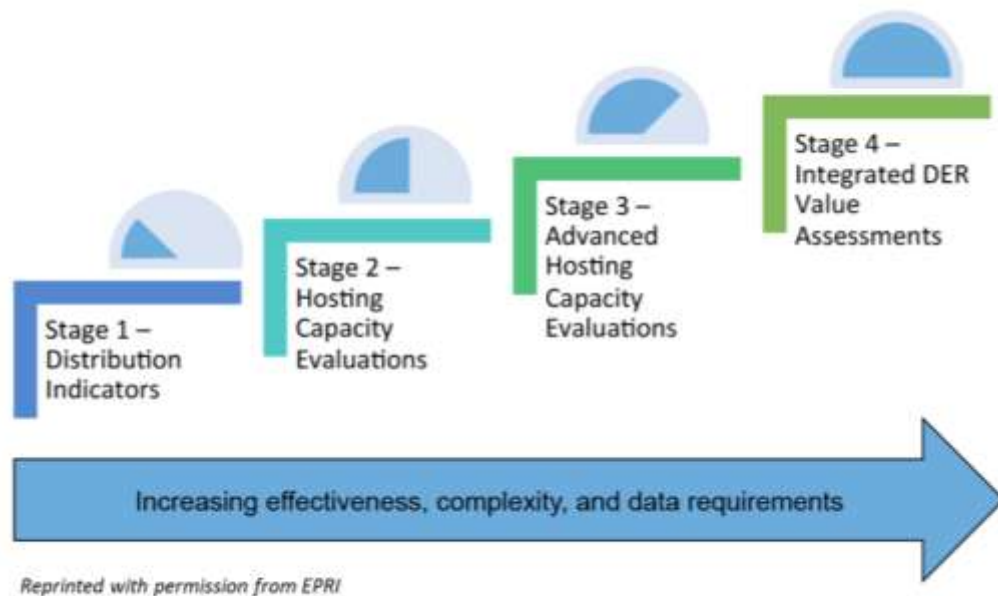 Stage 1 –
Distribution
Indicators
Stage 2 –
Hosting
Capacity
Evaluations
Stage 3 –
Advanced
Hosting
Capacity
Evaluations
Stage 4 –
Integrated DER
Value
Assessments
Increasing effectiveness, complexity, and data requirements
Reprinted with permission from EPRI